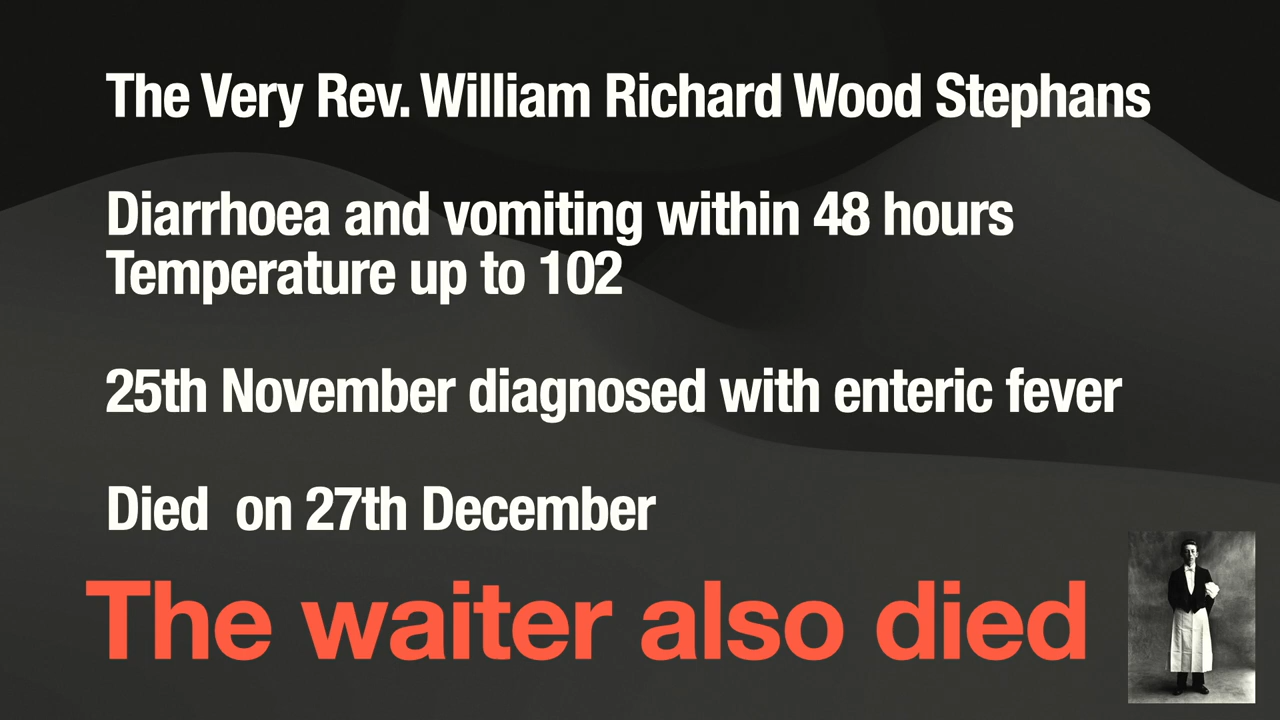 The Very Rev. William Richard Wood Stephans
Diarrhoea and vomiting within 48 hours
Temperature up to 102
25th November diagnosed with enteric fever
Died  on 27th December
The waiter also died